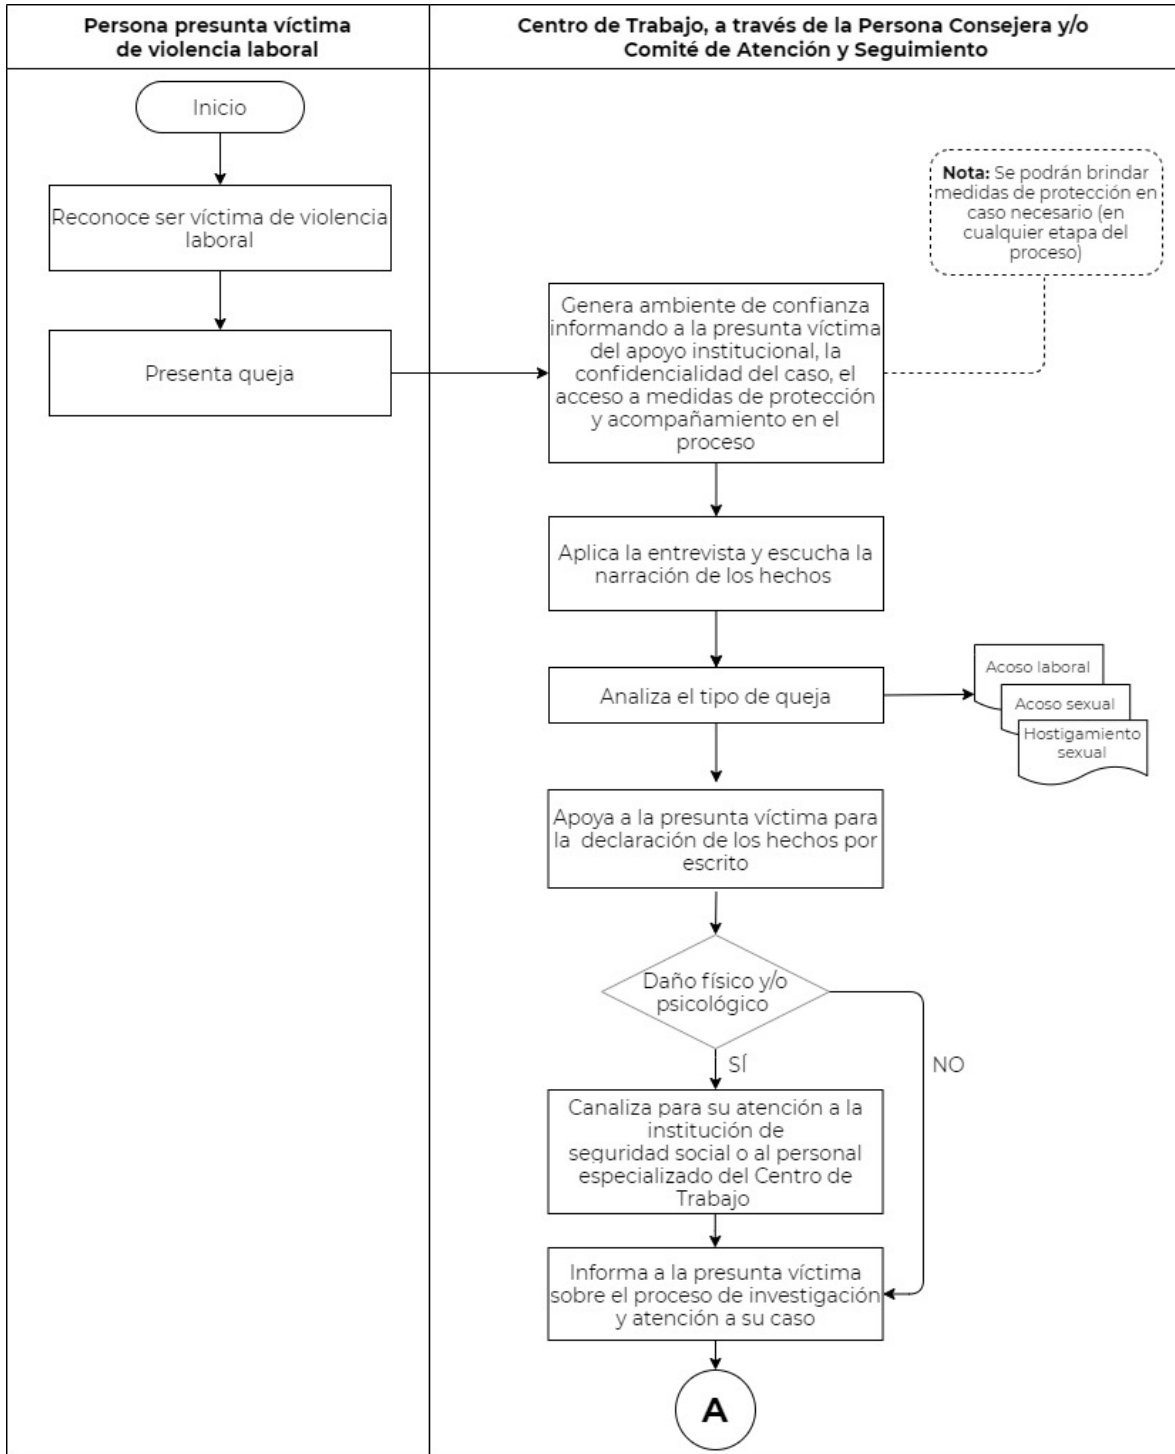 Persona presunta víctima
de violencia laboral
Centro de Trabajo, a través de la Persona Consejera y/o
Comité de Atención y Seguimiento
Inicio
Reconoce ser víctima de violencia
laboral
Presenta queja
Nota: Se podrán brindar
medidas de protección en
caso necesario (en
cualquier etapa del
proceso)
Genera ambiente de confianza
informando a la presunta víctima
del apoyo institucional, la
confidencialidad del caso, el
acceso a medidas de protección
y acompañamiento en el
proceso
Aplica la entrevista y escucha la
narración de los hechos
Analiza el tipo de queja
Acoso laboral
Acoso sexual
Hostigamiento
sexual
Apoya a la presunta víctima para
la declaración de los hechos por
escrito
Daño físico y/o
psicológico
SÍ
NO
Canaliza para su atención a la
institución de
seguridad social o al personal
especializado del Centro de
Trabajo
Informa a la presunta víctima
sobre el proceso de investigación
y atención a su caso
A